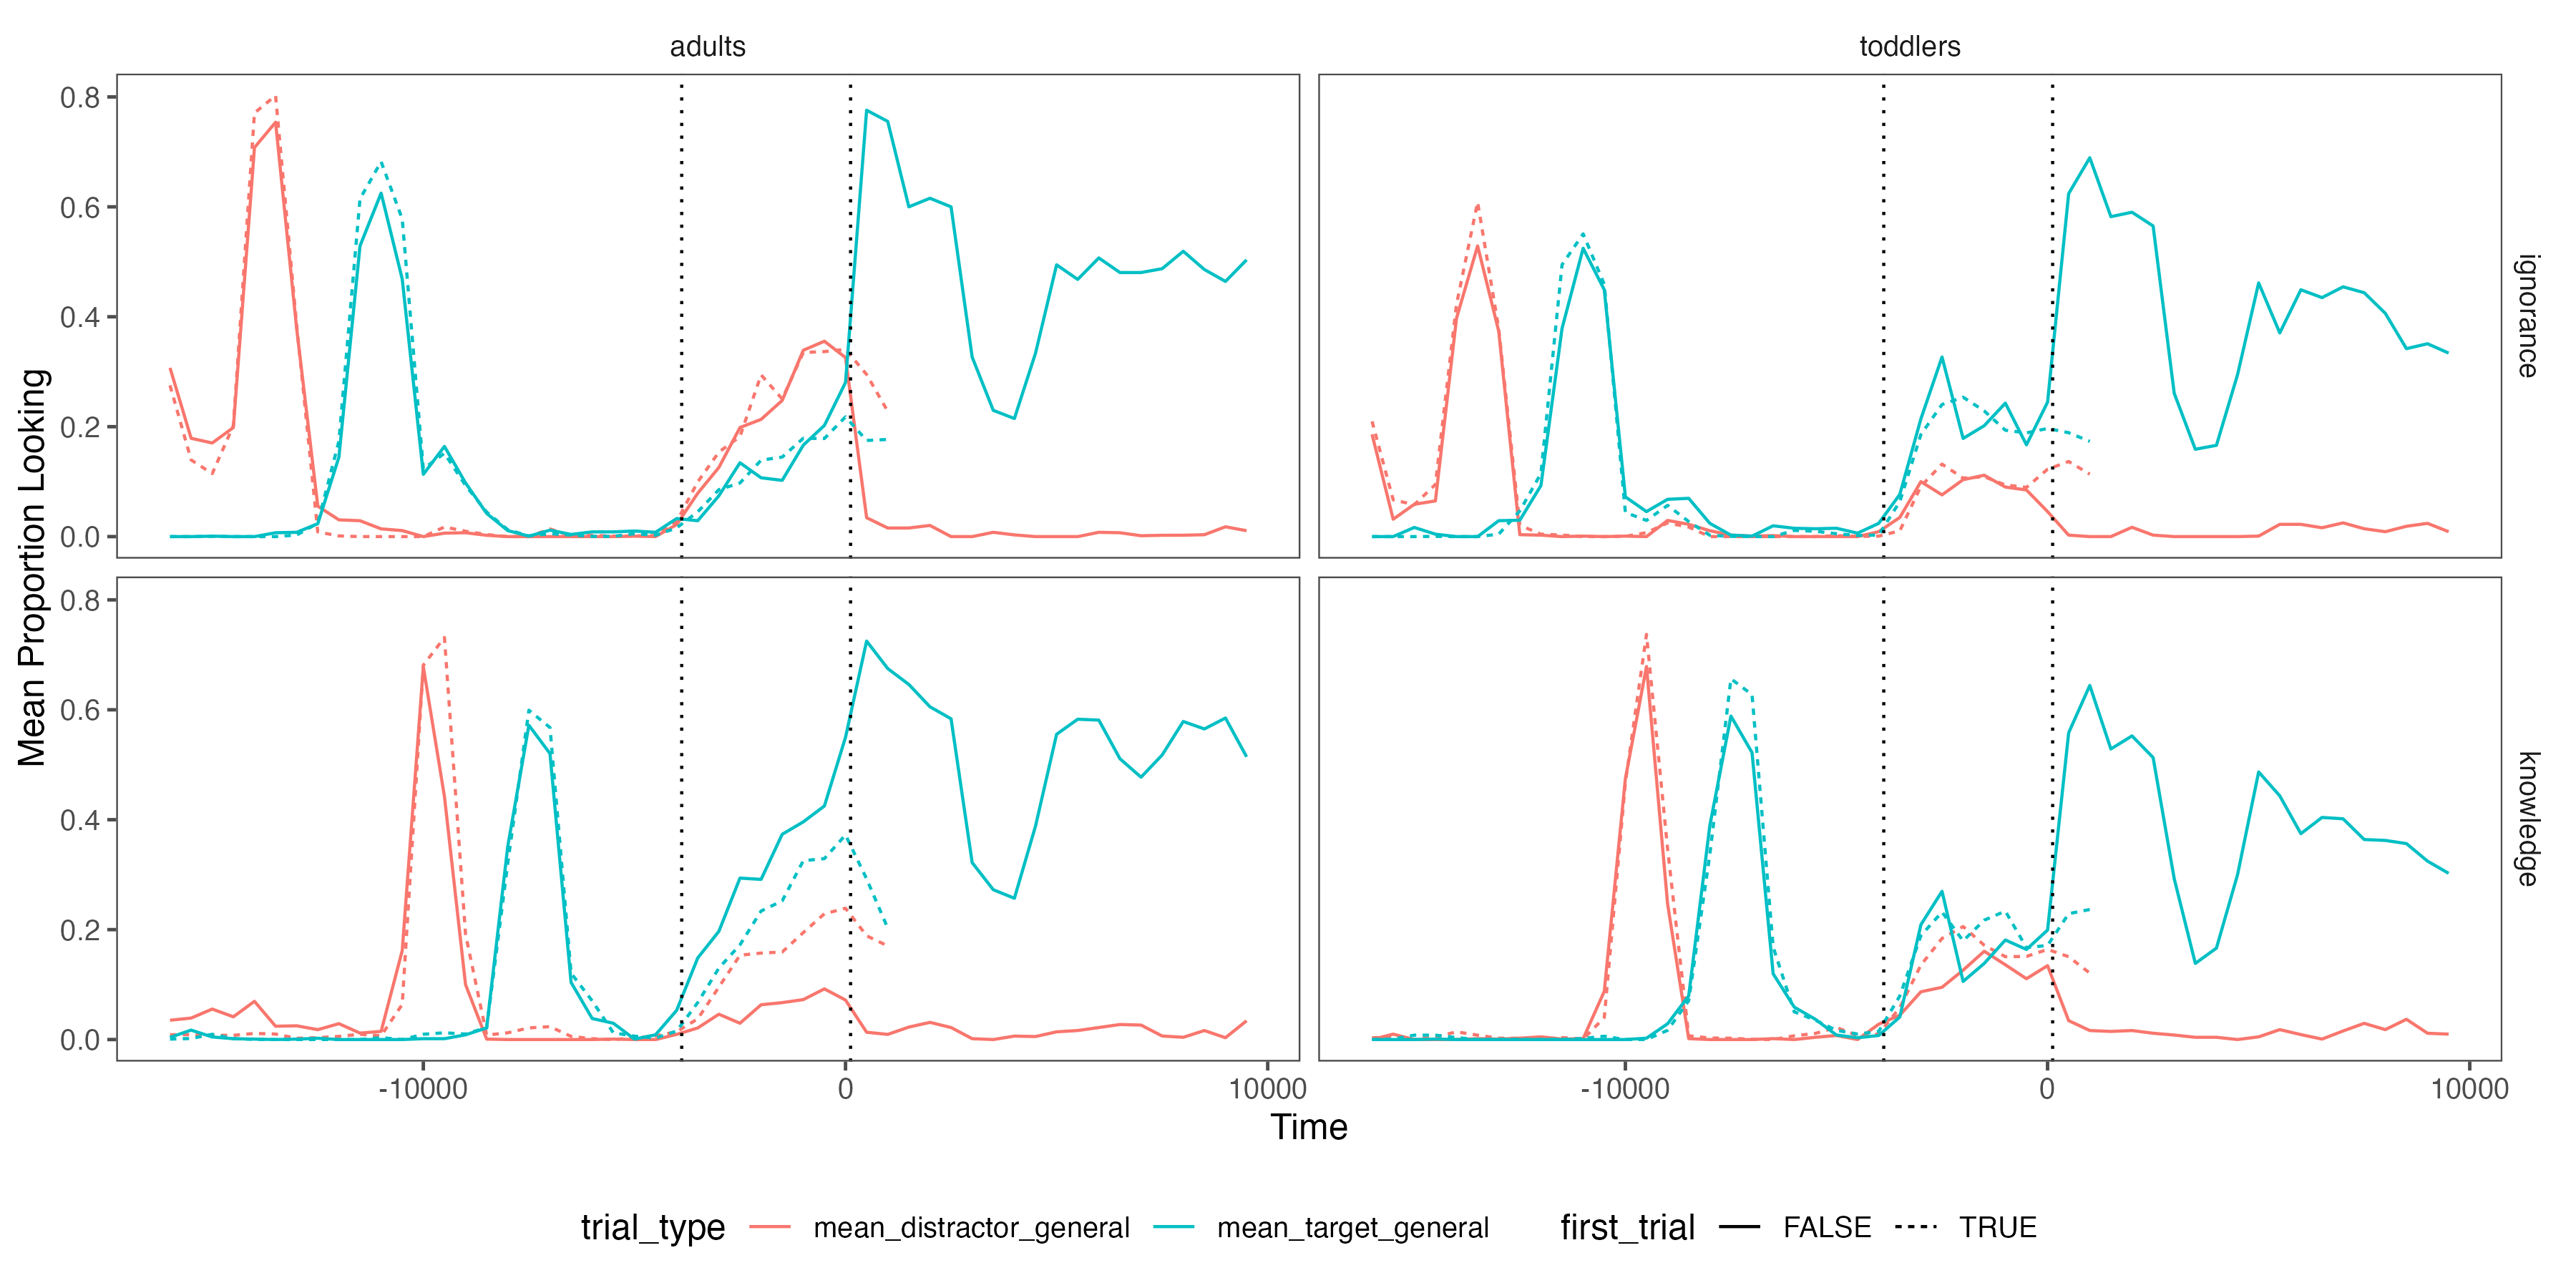 adults
toddlers
0.8
0.6
0.4
0.2
0.0
ignorance
0.8
0.6
0.4
0.2
0.0
knowledge
Mean Proportion Looking
-10000
0
10000
-10000
0
10000
Time
trial_type mean_distractor_general mean_target_general first_trial FALSE TRUE